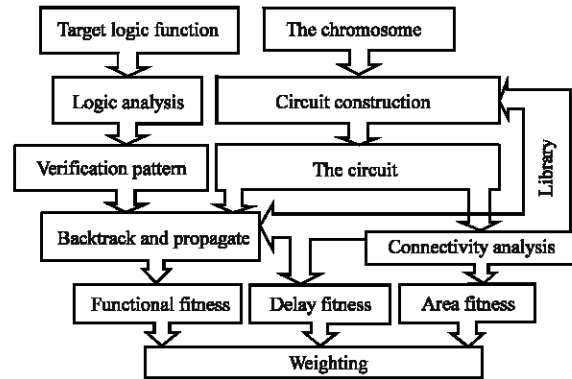 Target logic function
The chromosome
Logic analysis
Circuit construction
Verification pattern
The circuit
Library
Backtrack and propagate
Connectivity analysis
Functional fitness
Delay fitness
Area fitness
Weighting